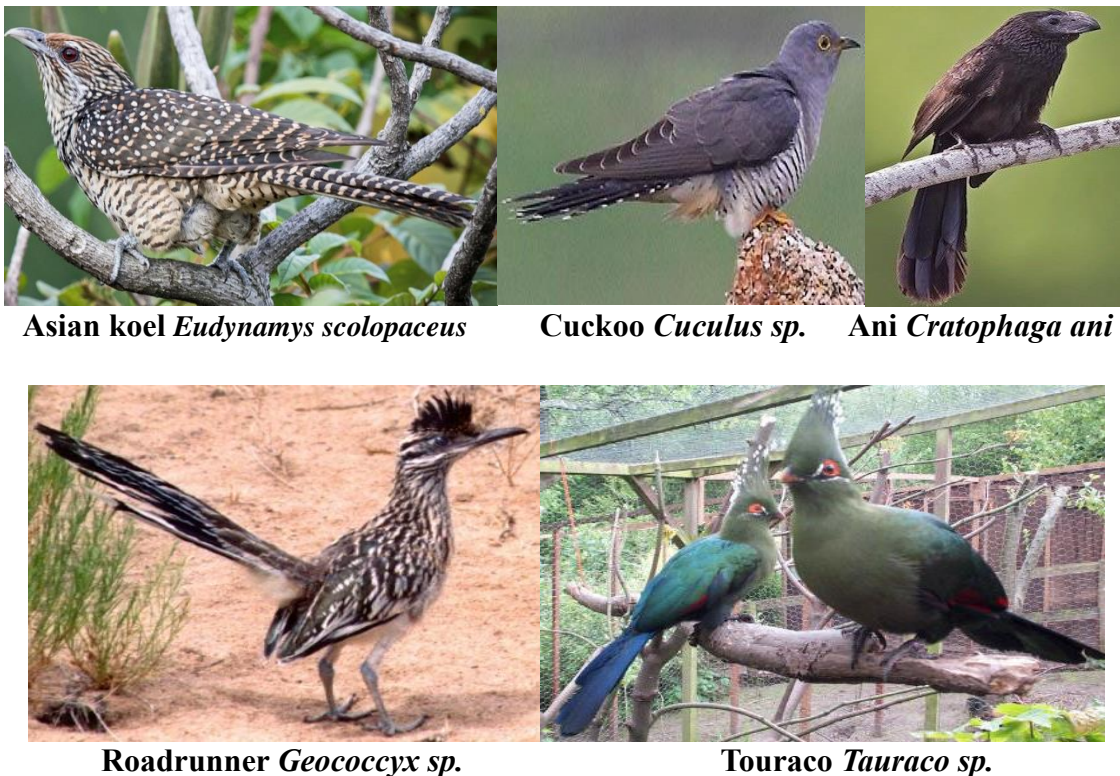 Asian koel Eudynamys scolopaceus
Cuckoo Cuculus sp.
Ani Cratophaga ani
Roadrunner Geococcyx sp.
Touraco Tauraco sp.